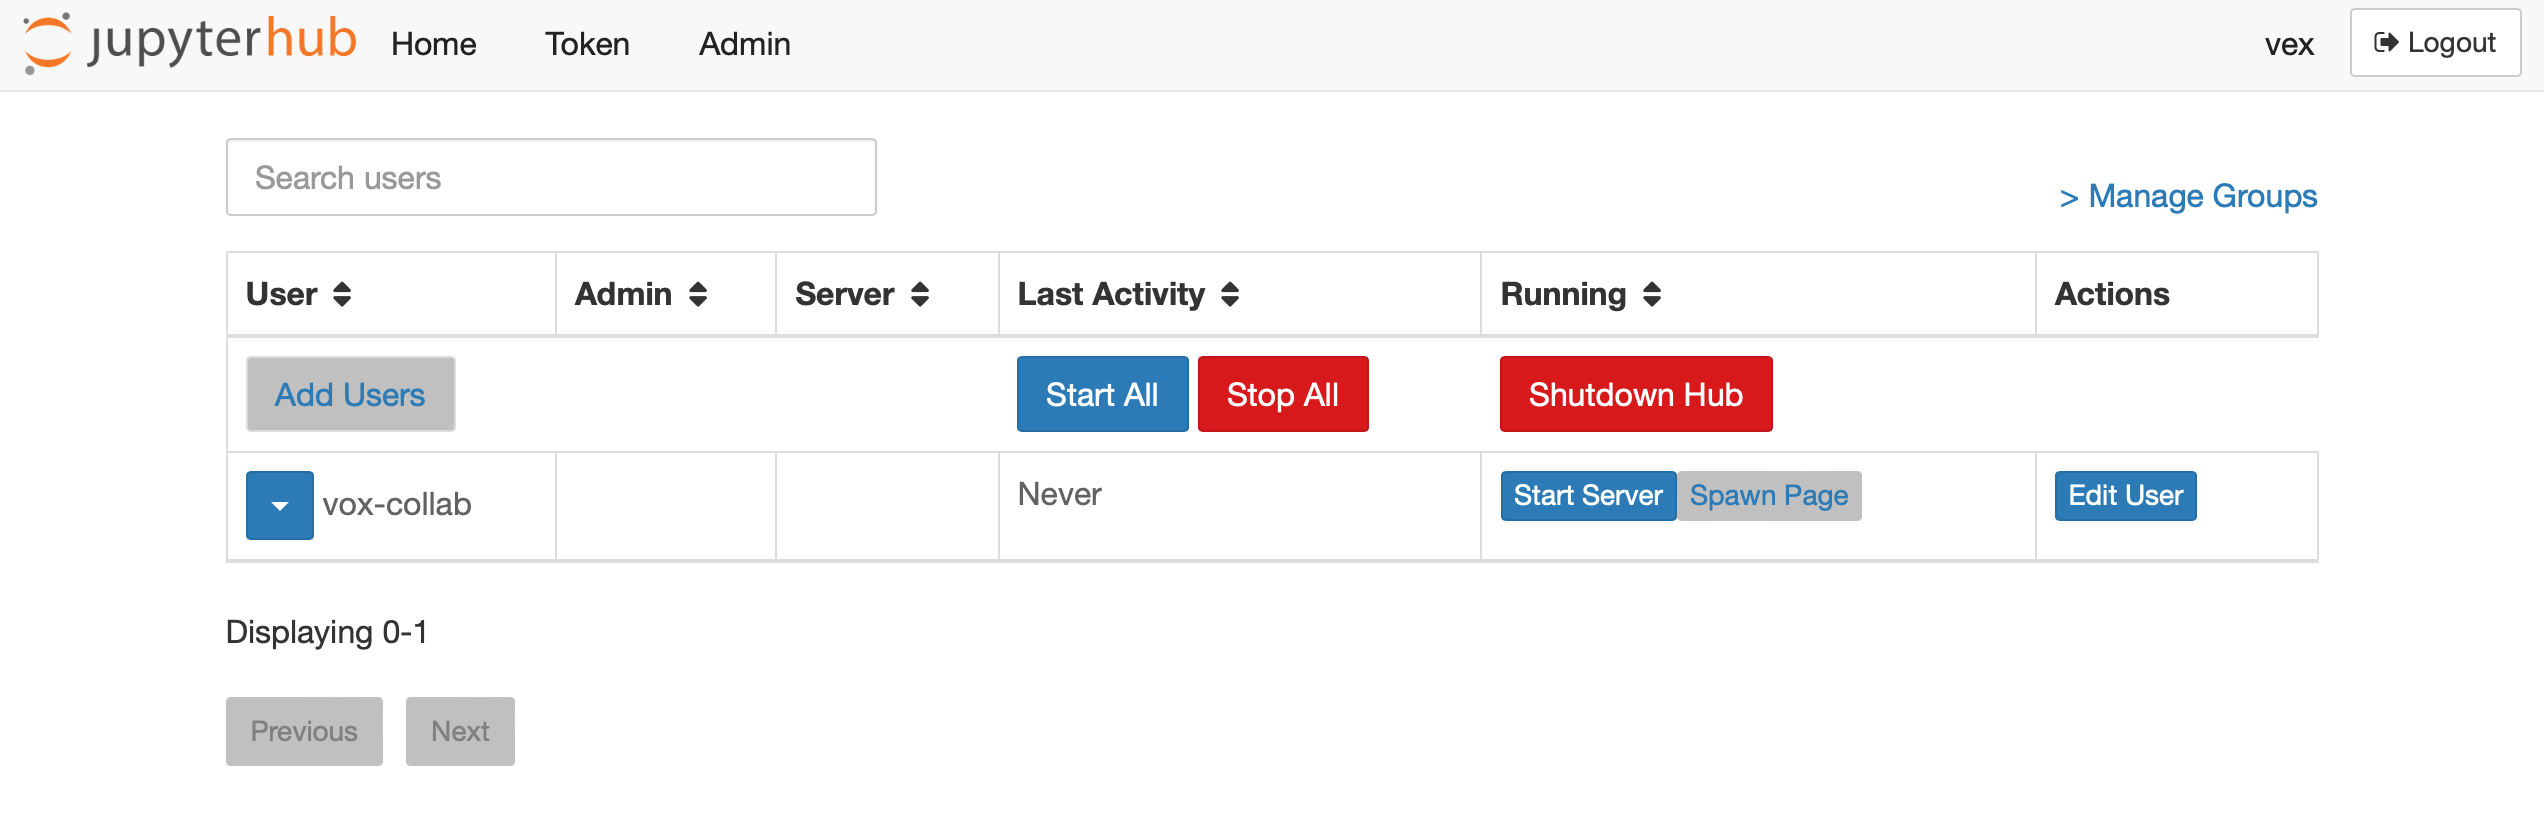 jupyterhub Home Token Admin vex Logout
Search users
> Manage Groups
User Admin Server Last Activity Running Actions
Add Users Start All Stop All Shutdown Hub
vox-collab Never Start Server Spawn Page Edit User
Displaying 0-1
Previous Next